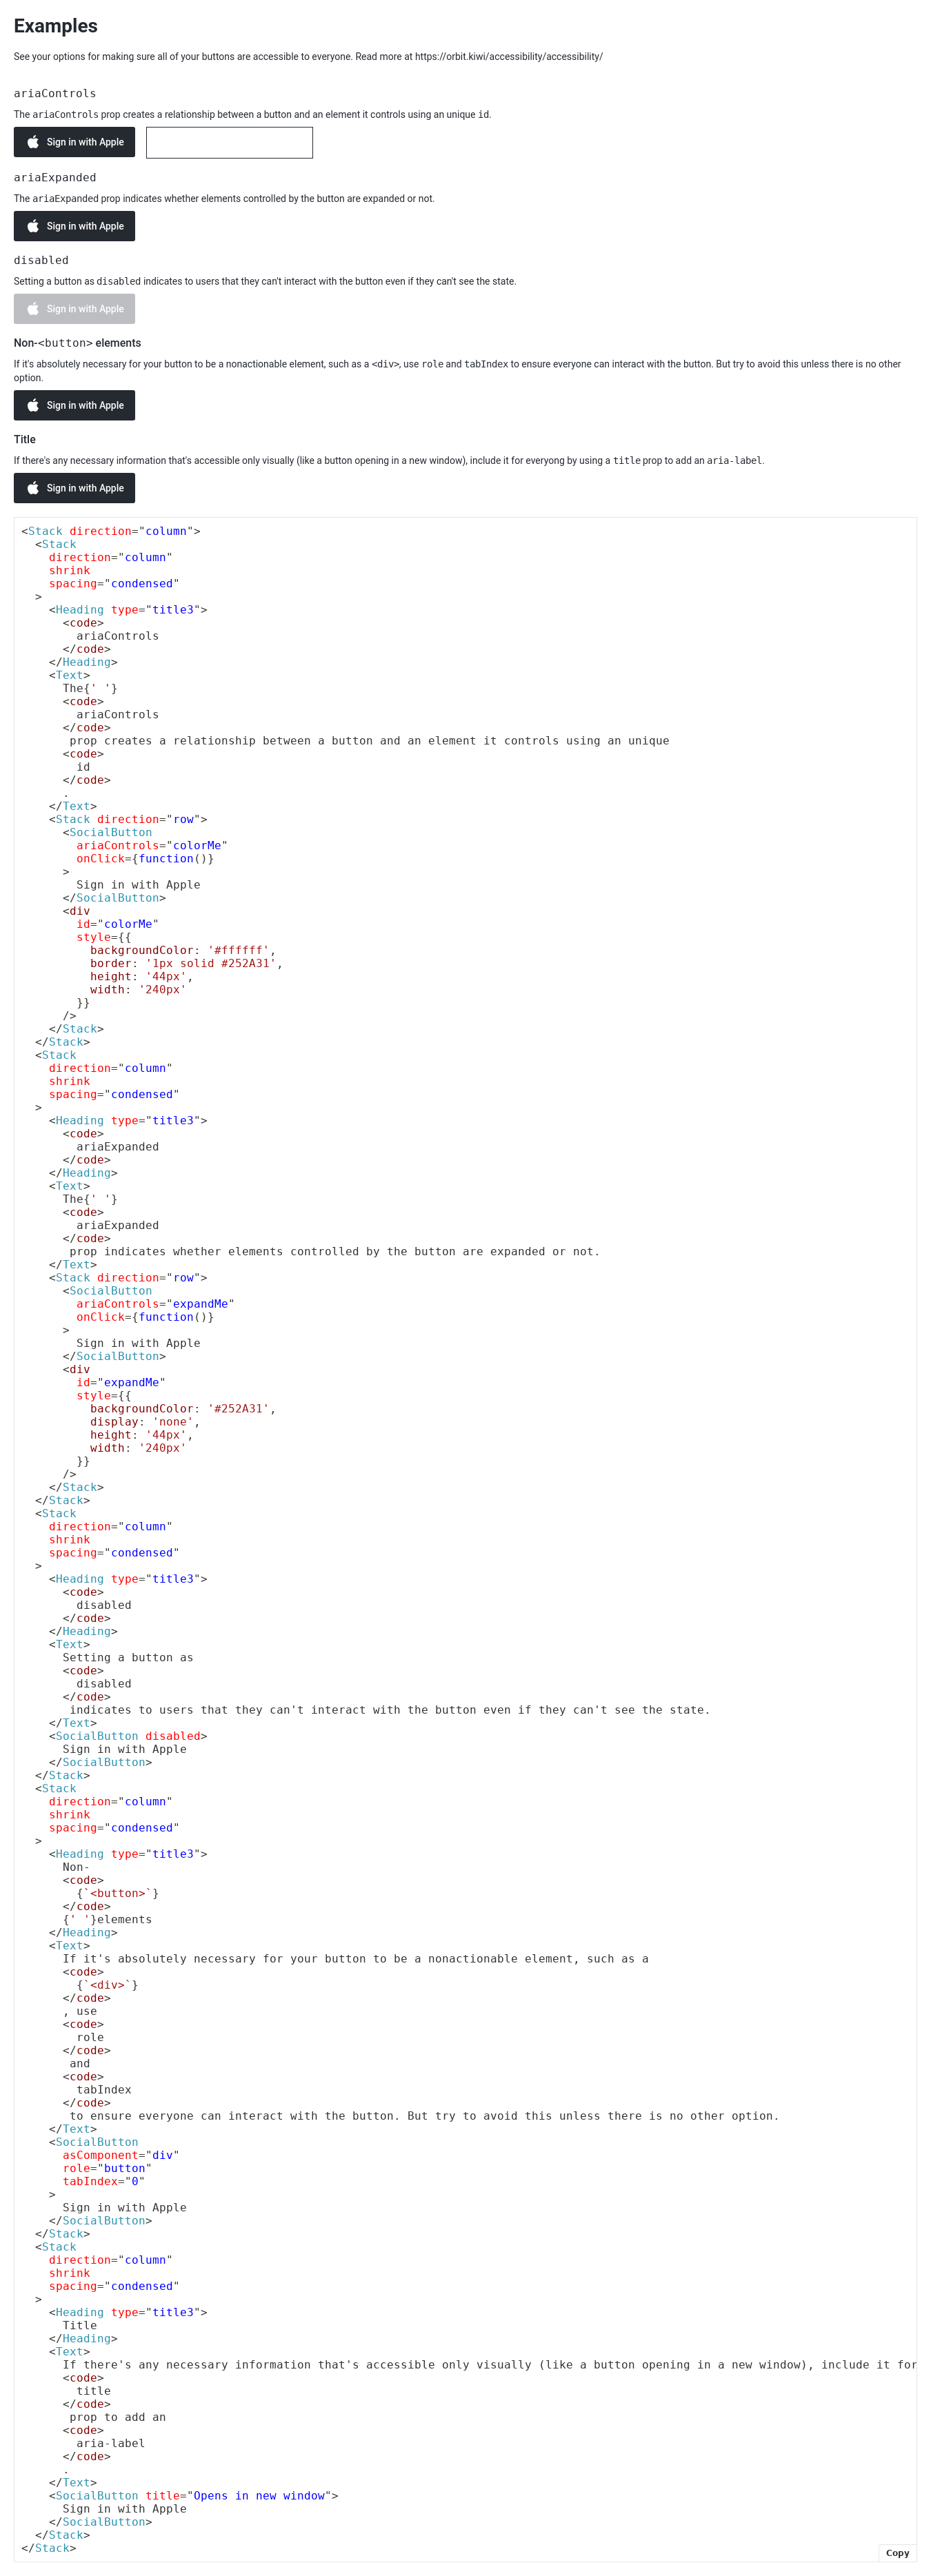 Examples
See your options for making sure all of your buttons are accessible to everyone. Read more at https://orbit.kiwi/accessibility/accessibility/
ariaControls
The ariaControls prop creates a relationship between a button and an element it controls using an unique id.
Sign in with Apple
ariaExpanded
The ariaExpanded prop indicates whether elements controlled by the button are expanded or not.
Sign in with Apple
disabled
Setting a button as disabled indicates to users that they can't interact with the button even if they can't see the state.
Sign in with Apple
Non-<button> elements
If it's absolutely necessary for your button to be a nonactionable element, such as a <div>, use role and tabIndex to ensure everyone can interact with the button. But try to avoid this unless there is no other
option.
Sign in with Apple
Title
If there's any necessary information that's accessible only visually (like a button opening in a new window), include it for everyong by using a title prop to add an aria-label.
Sign in with Apple
<Stack direction="column">
  <Stack
    direction="column"
    shrink
    spacing="condensed"
  >
    <Heading type="title3">
      <code>
        ariaControls
      </code>
    </Heading>
    <Text>
      The{' '}
      <code>
        ariaControls
      </code>
       prop creates a relationship between a button and an element it controls using an unique
      <code>
        id
      </code>
      .
    </Text>
    <Stack direction="row">
      <SocialButton
        ariaControls="colorMe"
        onClick={function()}
      >
        Sign in with Apple
      </SocialButton>
      <div
        id="colorMe"
        style={{
          backgroundColor: '#ffffff',
          border: '1px solid #252A31',
          height: '44px',
          width: '240px'
        }}
      />
    </Stack>
  </Stack>
  <Stack
    direction="column"
    shrink
    spacing="condensed"
  >
    <Heading type="title3">
      <code>
        ariaExpanded
      </code>
    </Heading>
    <Text>
      The{' '}
      <code>
        ariaExpanded
      </code>
       prop indicates whether elements controlled by the button are expanded or not.
    </Text>
    <Stack direction="row">
      <SocialButton
        ariaControls="expandMe"
        onClick={function()}
      >
        Sign in with Apple
      </SocialButton>
      <div
        id="expandMe"
        style={{
          backgroundColor: '#252A31',
          display: 'none',
          height: '44px',
          width: '240px'
        }}
      />
    </Stack>
  </Stack>
  <Stack
    direction="column"
    shrink
    spacing="condensed"
  >
    <Heading type="title3">
      <code>
        disabled
      </code>
    </Heading>
    <Text>
      Setting a button as
      <code>
        disabled
      </code>
       indicates to users that they can't interact with the button even if they can't see the state.
    </Text>
    <SocialButton disabled>
      Sign in with Apple
    </SocialButton>
  </Stack>
  <Stack
    direction="column"
    shrink
    spacing="condensed"
  >
    <Heading type="title3">
      Non-
      <code>
        {`<button>`}
      </code>
      {' '}elements
    </Heading>
    <Text>
      If it's absolutely necessary for your button to be a nonactionable element, such as a
      <code>
        {`<div>`}
      </code>
      , use
      <code>
        role
      </code>
       and
      <code>
        tabIndex
      </code>
       to ensure everyone can interact with the button. But try to avoid this unless there is no other option.
    </Text>
    <SocialButton
      asComponent="div"
      role="button"
      tabIndex="0"
    >
      Sign in with Apple
    </SocialButton>
  </Stack>
  <Stack
    direction="column"
    shrink
    spacing="condensed"
  >
    <Heading type="title3">
      Title
    </Heading>
    <Text>
      If there's any necessary information that's accessible only visually (like a button opening in a new window), include it for
      <code>
        title
      </code>
       prop to add an
      <code>
        aria-label
      </code>
      .
    </Text>
    <SocialButton title="Opens in new window">
      Sign in with Apple
    </SocialButton>
  </Stack>
</Stack>
Copy